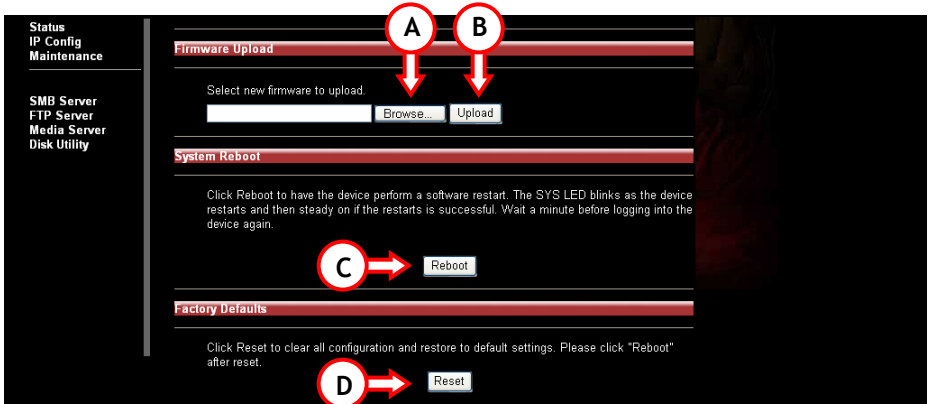 Status
IP Config
Maintenance
SMB Server
FTP Server
Media Server
Disk Utility
A
B
Firmware Upload
Select new firmware to upload.
Browse... Upload
System Reboot
Click Reboot to have the device perform a software restart. The SYS LED blinks as the device
restarts and then steady on if the restarts is successful. Wait a minute before logging into the
device again.
C
Reboot
Factory Defaults
Click Reset to clear all configuration and restore to default settings. Please click "Reboot"
after reset.
D
Reset